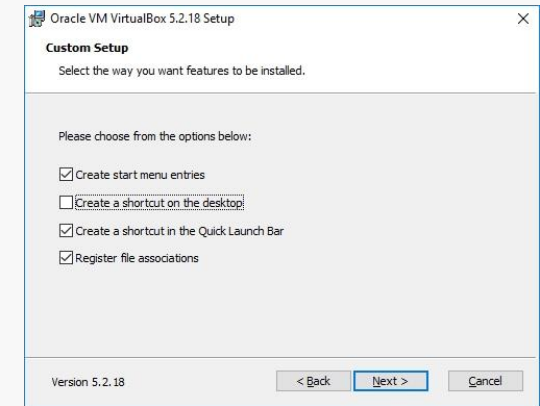 Oracle VM VirtualBox 5.2.18 Setup
Custom Setup
Select the way you want features to be installed.
Please choose from the options below:
Create start menu entries
Create a shortcut on the desktop
Create a shortcut in the Quick Launch Bar
Register file associations
Version 5.2.18
< Back
Next >
Cancel